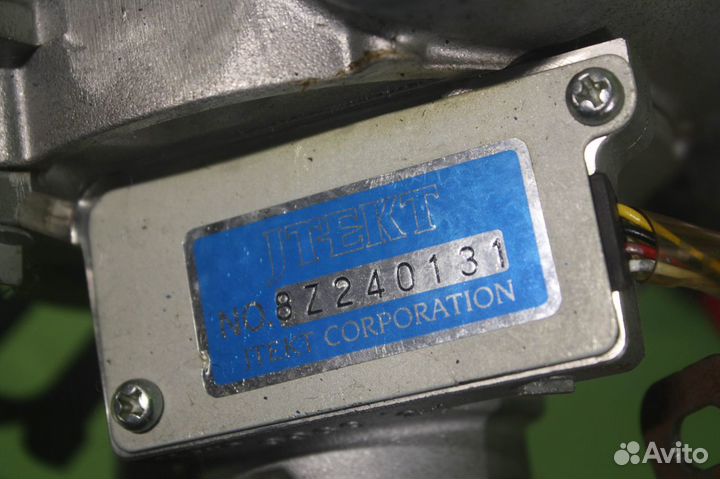 JTEKT
NO. 8Z240131
JTEKT CORPORATION
Avito